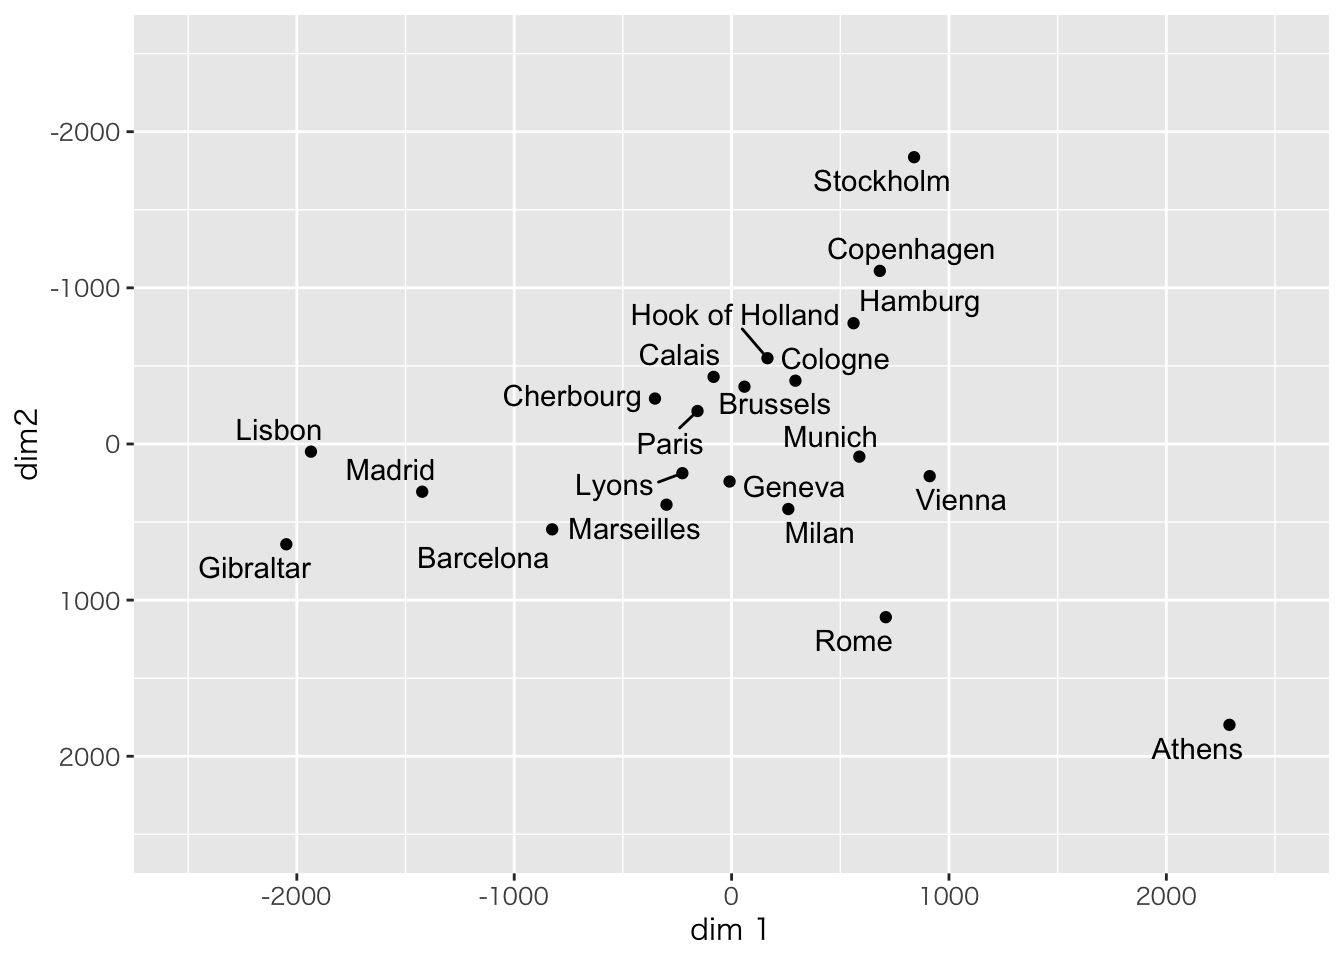 -2000
Stockholm
Copenhagen
-1000
Hamburg
Hook of Holland
Calais
Cologne
Cherbourg
Brussels
Lisbon
Munich
dim2
0
Paris
Madrid
Lyons
Geneva
Vienna
Marseilles
Milan
Barcelona
Gibraltar
1000
Rome
Athens
2000
-2000
-1000
0
1000
2000
dim 1